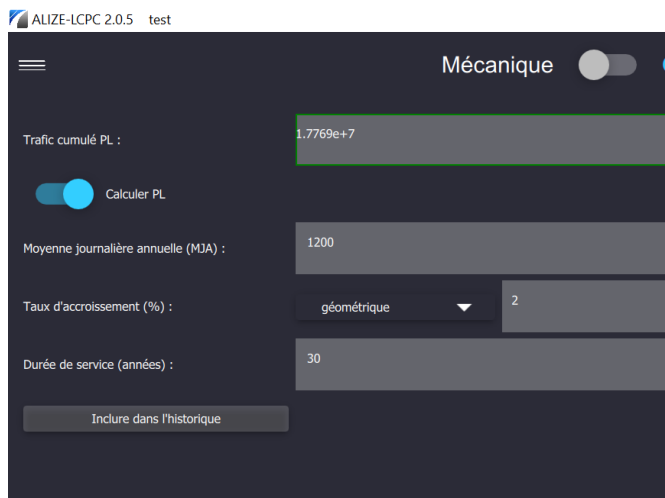 ALIZE-LCPC 2.0.5 test
Mécanique
Trafic cumulé PL :
1.7769e+7
Calculer PL
Moyenne journalière annuelle (MJA) :
1200
Taux d'accroissement (%) :
géométrique
2
Durée de service (années) :
30
Inclure dans l'historique